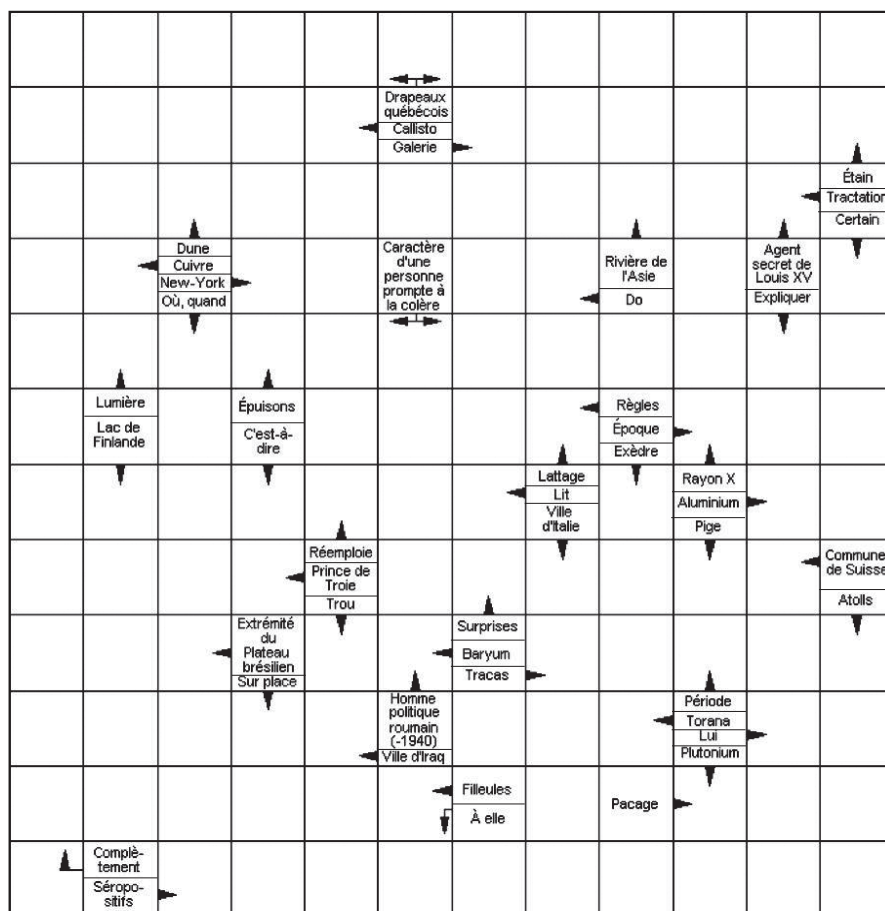 Drapeaux
québécois
Callisto
Galerie
Étain
Tractation
Certain
Dune
Cuivre
New-York
Où, quand
Caractère
d'une
personne
prompte à
la colère
Rivière de
l'Asie
Do
Agent
secret de
Louis XV
Expliquer
Lumière
Lac de
Finlande
Épuisons
C'est-à-
dire
Règles
Époque
Exèdre
Lattage
Lit
Ville
d'Italie
Rayon X
Aluminium
Pige
Réemploie
Prince de
Troie
Trou
Commune
de Suisse
Atolls
Extrémité
du
Plateau
brésilien
Sur place
Surprises
Baryum
Tracas
Homme
politique
roumain
(-1940)
Ville d'Iraq
Période
Torana
Lui
Plutonium
Filleules
À elle
Pacage
Complè-
tement
Séropo-
sitifs